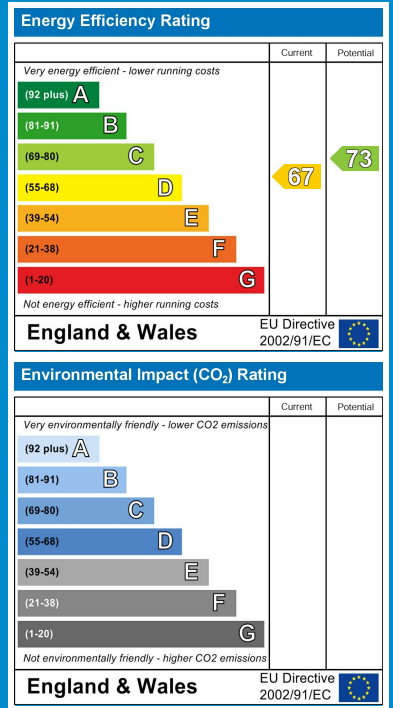 Energy Efficiency Rating
Current Potential
Very energy efficient - lower running costs
(92 plus) A
(81-91) B
(69-80) C
(55-68) D
(39-54) E
(21-38) F
(1-20) G
67
73
Not energy efficient - higher running costs
England & Wales
EU Directive
2002/91/EC
Environmental Impact (CO₂) Rating
Current Potential
Very environmentally friendly - lower CO2 emissions
(92 plus) A
(81-91) B
(69-80) C
(55-68) D
(39-54) E
(21-38) F
(1-20) G
Not environmentally friendly - higher CO2 emissions
England & Wales
EU Directive
2002/91/EC